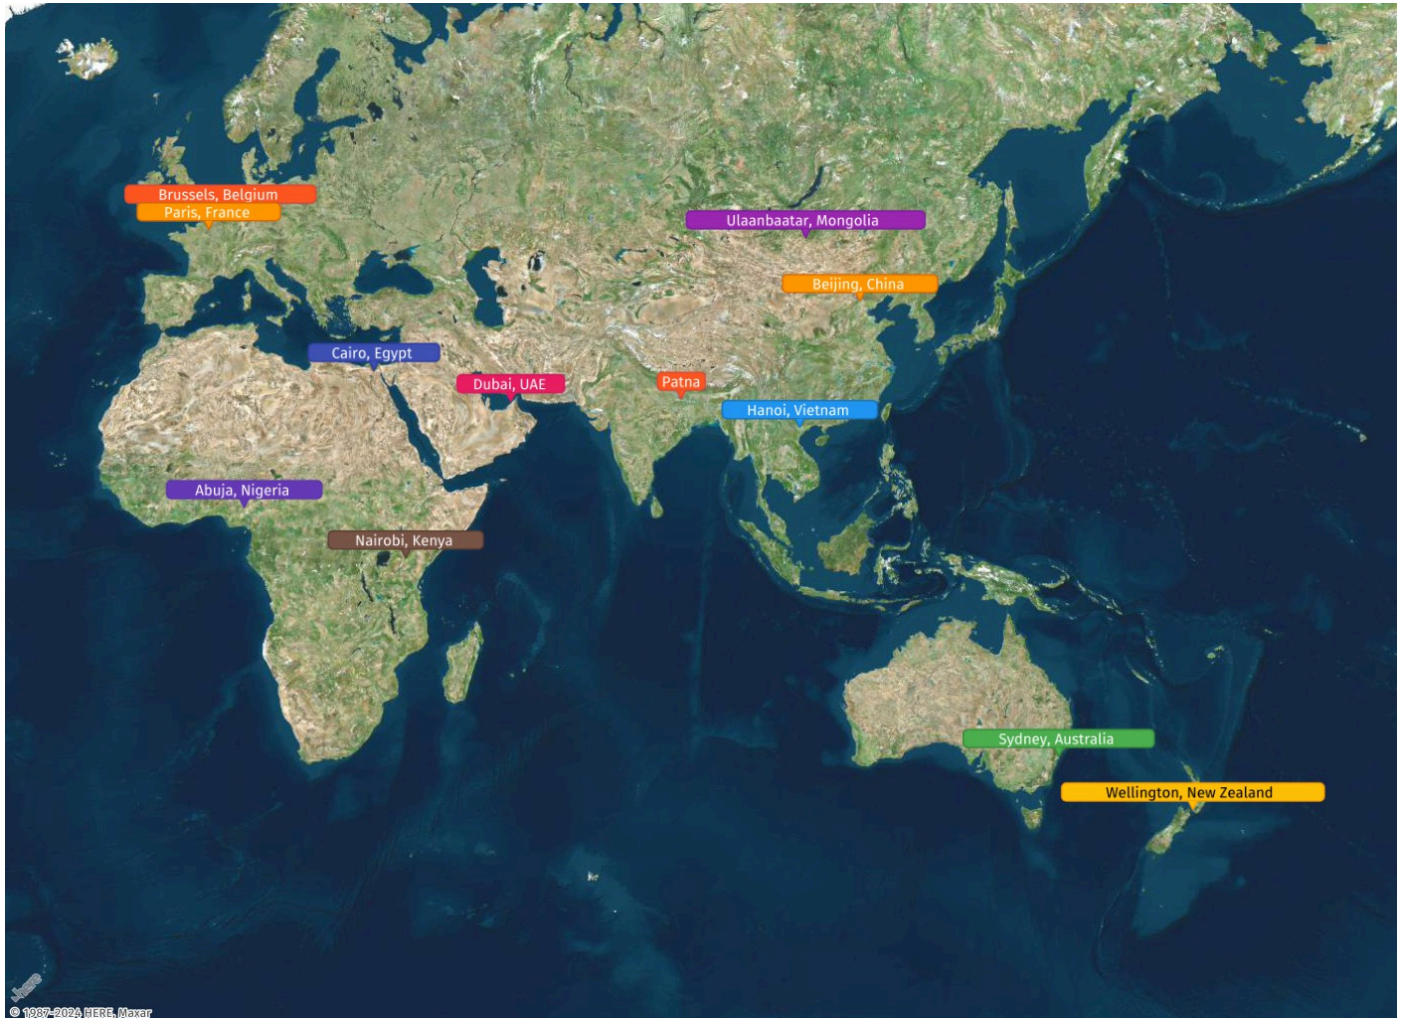 Brussels, Belgium
Paris, France
Ulaanbaatar, Mongolia
Beijing, China
Cairo, Egypt
Dubai, UAE
Patna
Hanoi, Vietnam
Abuja, Nigeria
Nairobi, Kenya
Sydney, Australia
Wellington, New Zealand
here
© 1987-2024 HERE, Maxar